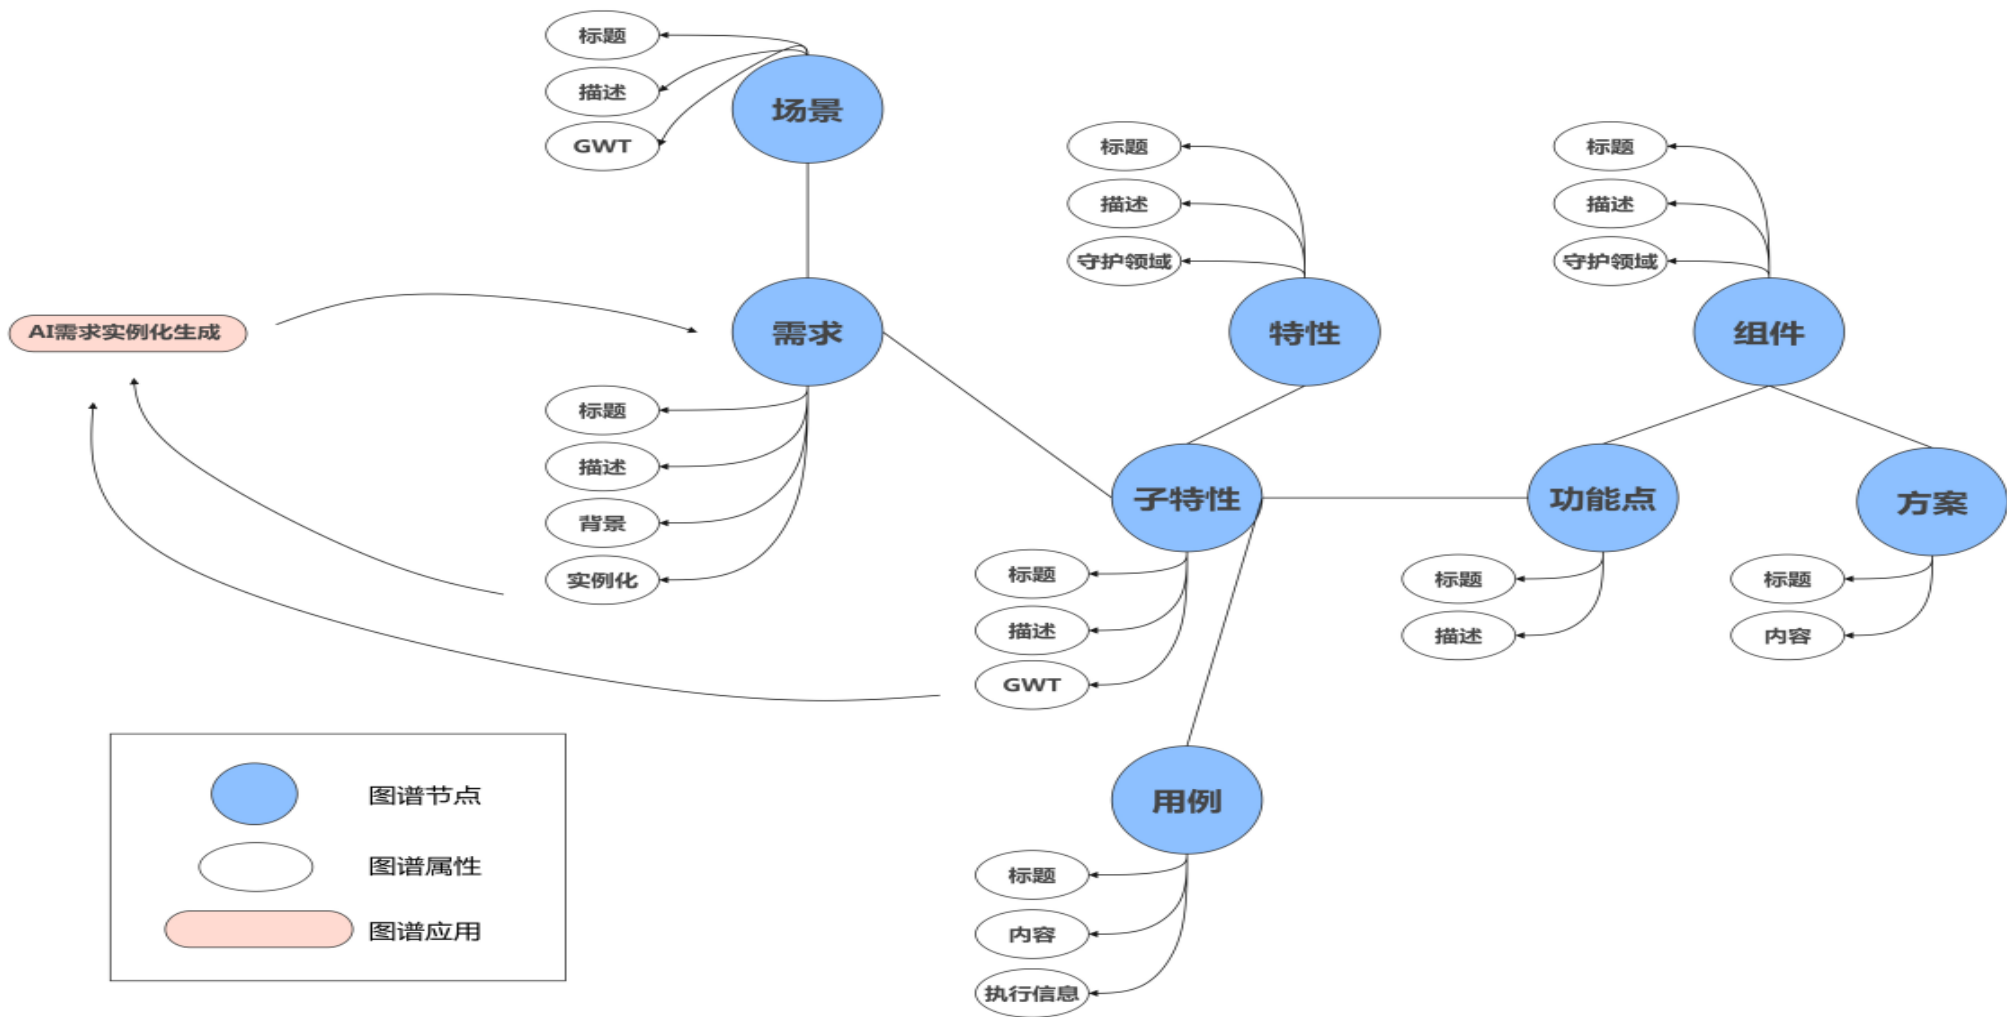 标题
描述
GWT
场景
标题
描述
守护领域
标题
描述
守护领域
AI需求实例化生成
需求
特性
组件
标题
描述
背景
实例化
子特性
功能点
方案
标题
描述
GWT
标题
描述
标题
内容
用例
标题
内容
执行信息
图谱节点
图谱属性
图谱应用